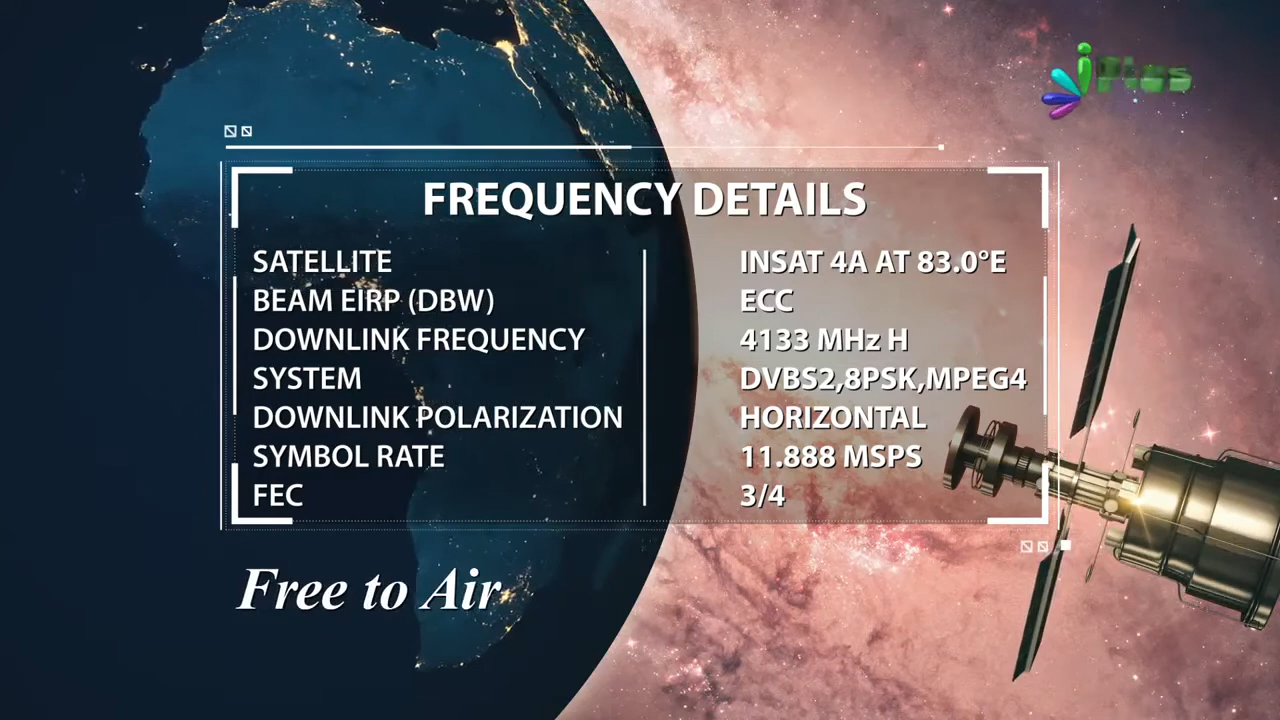 iPlus
FREQUENCY DETAILS
SATELLITE INSAT 4A AT 83.0°E
BEAM EIRP (DBW) ECC
DOWNLINK FREQUENCY 4133 MHz H
SYSTEM DVBS2,8PSK,MPEG4
DOWNLINK POLARIZATION HORIZONTAL
SYMBOL RATE 11.888 MSPS
FEC 3/4
Free to Air